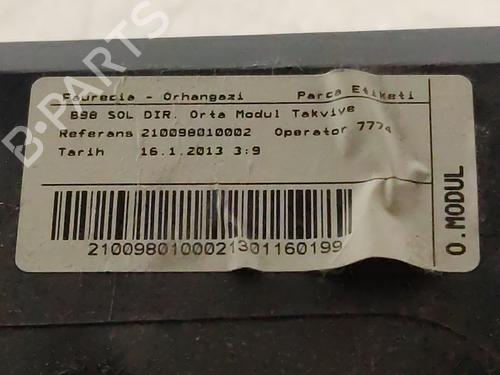 B-PARTS
Faurecia - Orhangazi Parca Etiketi
B98 SOL DIR. Orta Modul Takviye
Referans 210098010002 Operator 7774
Tarih 16.1.2013 3:9
2100980100021301160199
O.MODUL